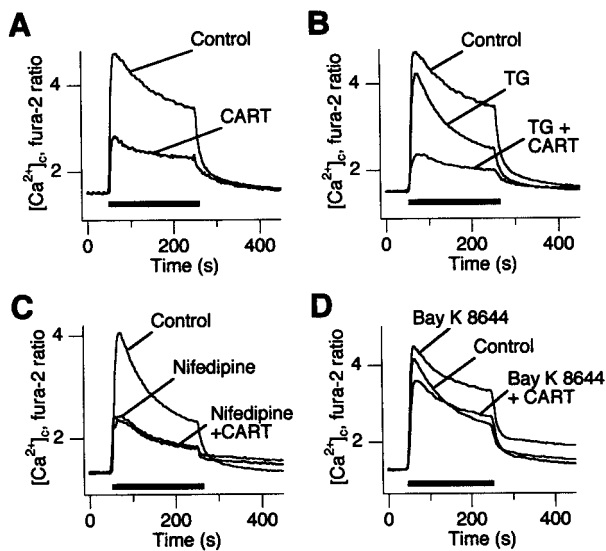 A
[Ca²⁺]c, fura-2 ratio
4
2
Control
CART
0
200
400
Time (s)
B
[Ca²⁺]c, fura-2 ratio
4
2
Control
TG
TG +
CART
0
200
400
Time (s)
C
[Ca²⁺]c, fura-2 ratio
4
2
Control
Nifedipine
Nifedipine
+CART
0
200
400
Time (s)
D
[Ca²⁺]c, fura-2 ratio
4
2
Bay K 8644
Control
Bay K 8644
+ CART
0
200
400
Time (s)